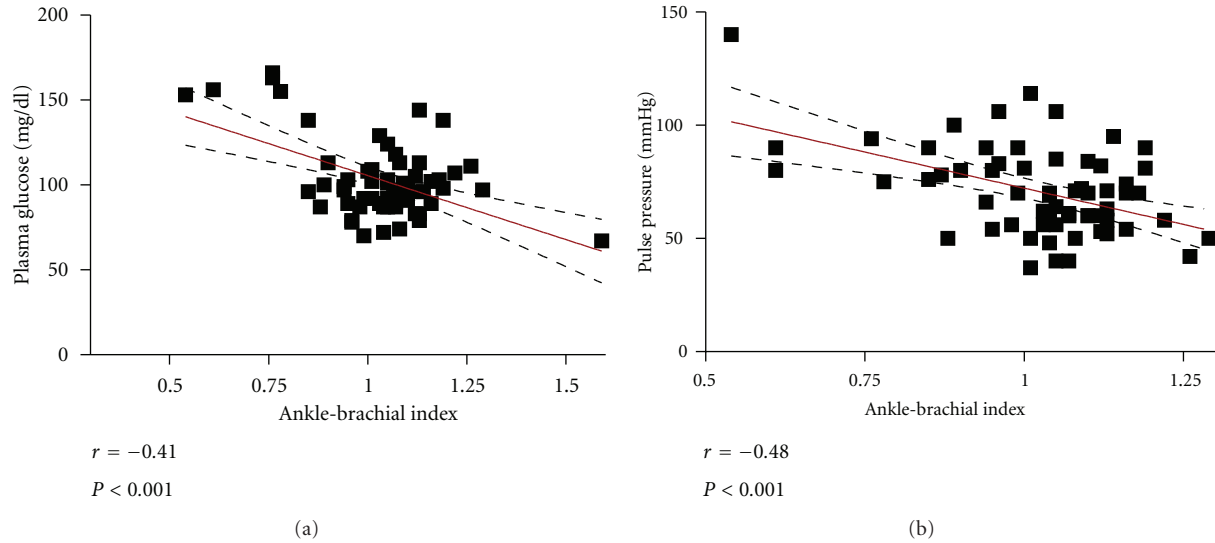 200
150
100
50
0
Plasma glucose (mg/dl)
0.5 0.75 1 1.25 1.5
Ankle-brachial index
r = −0.41
P < 0.001
(a)
150
100
50
0
Pulse pressure (mmHg)
0.5 0.75 1 1.25
Ankle-brachial index
r = −0.48
P < 0.001
(b)